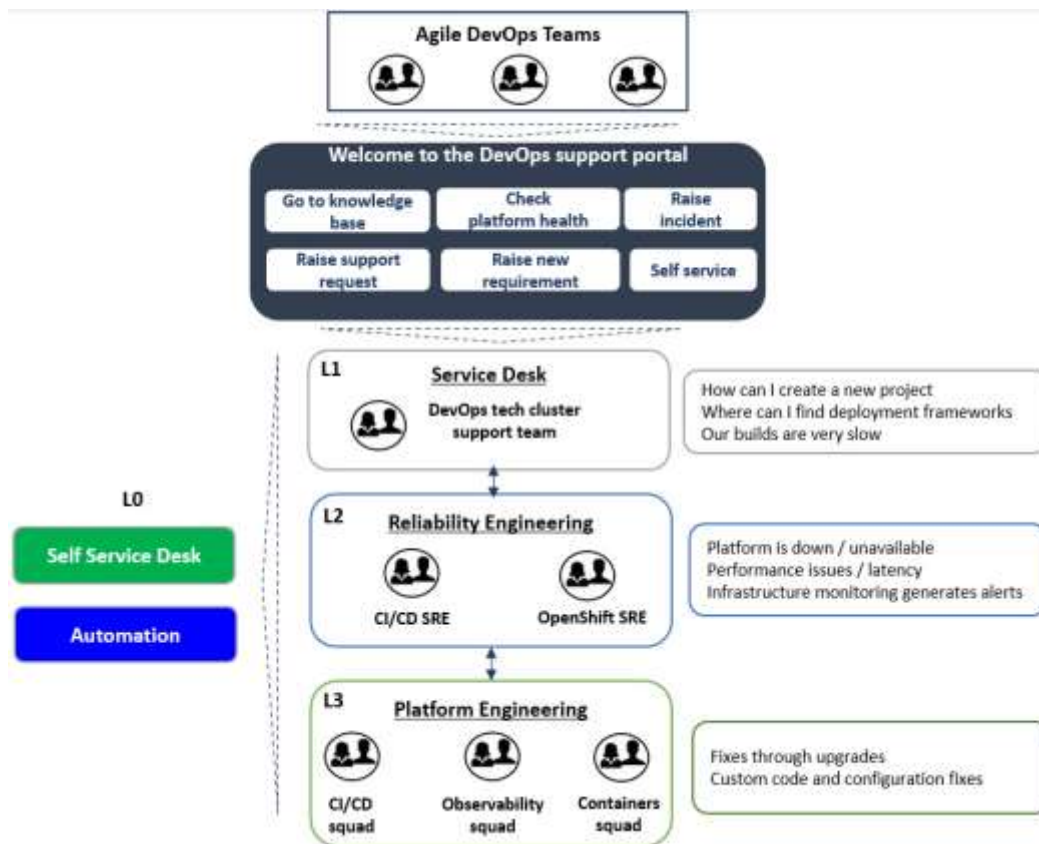 Agile DevOps Teams
Welcome to the DevOps support portal
Go to knowledge
base
Check
platform health
Raise
incident
Raise support
request
Raise new
requirement
Self service
L1
Service Desk
DevOps tech cluster
support team
How can I create a new project
Where can I find deployment frameworks
Our builds are very slow
L0
Self Service Desk
Automation
L2
Reliability Engineering
CI/CD SRE
OpenShift SRE
Platform is down / unavailable
Performance issues / latency
Infrastructure monitoring generates alerts
L3
Platform Engineering
CI/CD
squad
Observability
squad
Containers
squad
Fixes through upgrades
Custom code and configuration fixes